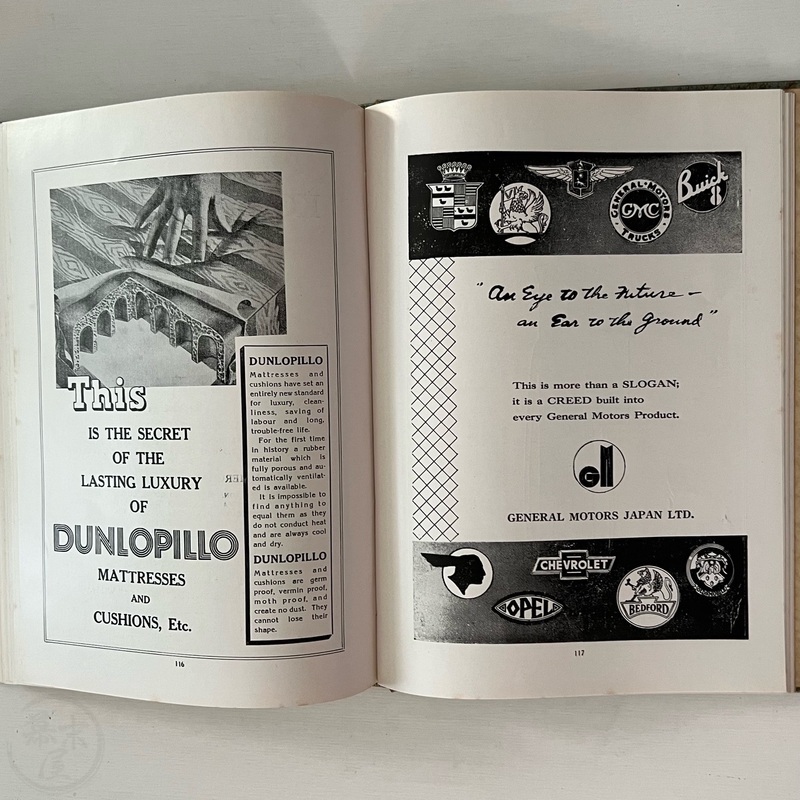 This
IS THE SECRET
OF THE
LASTING LUXURY
OF
DUNLOPILLO
MATTRESSES
AND
CUSHIONS, Etc.
DUNLOPILLO
Mattresses and
cushions have set an
entirely new standard
for luxury, clean-
liness, saving of
labour and long,
trouble-free life.
For the first time
in history a rubber
material which is
fully porous and au-
tomatically ventilat-
ed is available.
It is impossible to
find anything to
equal them as they
do not conduct heat
and are always cool
and dry.
DUNLOPILLO
Mattresses and
cushions are germ
proof, vermin proof,
moth proof, and
create no dust. They
cannot lose their
shape.
116
GENERAL MOTORS
GMC
TRUCKS
Buick
8
"An Eye to the Future –
an Ear to the Ground"
This is more than a SLOGAN;
it is a CREED built into
every General Motors Product.
GM
GENERAL MOTORS JAPAN LTD.
CHEVROLET
OPEL
BEDFORD
117